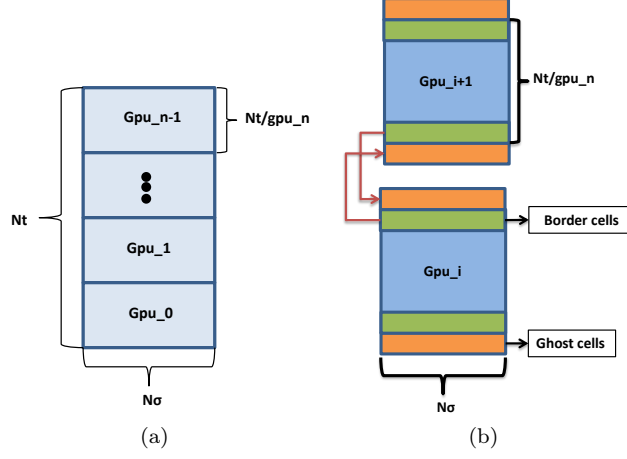 Gpu_n-1
Nt/gpu_n
Nt
Gpu_1
Gpu_0
Nσ
(a)
Gpu_i+1
Nt/gpu_n
Border cells
Gpu_i
Ghost cells
Nσ
(b)